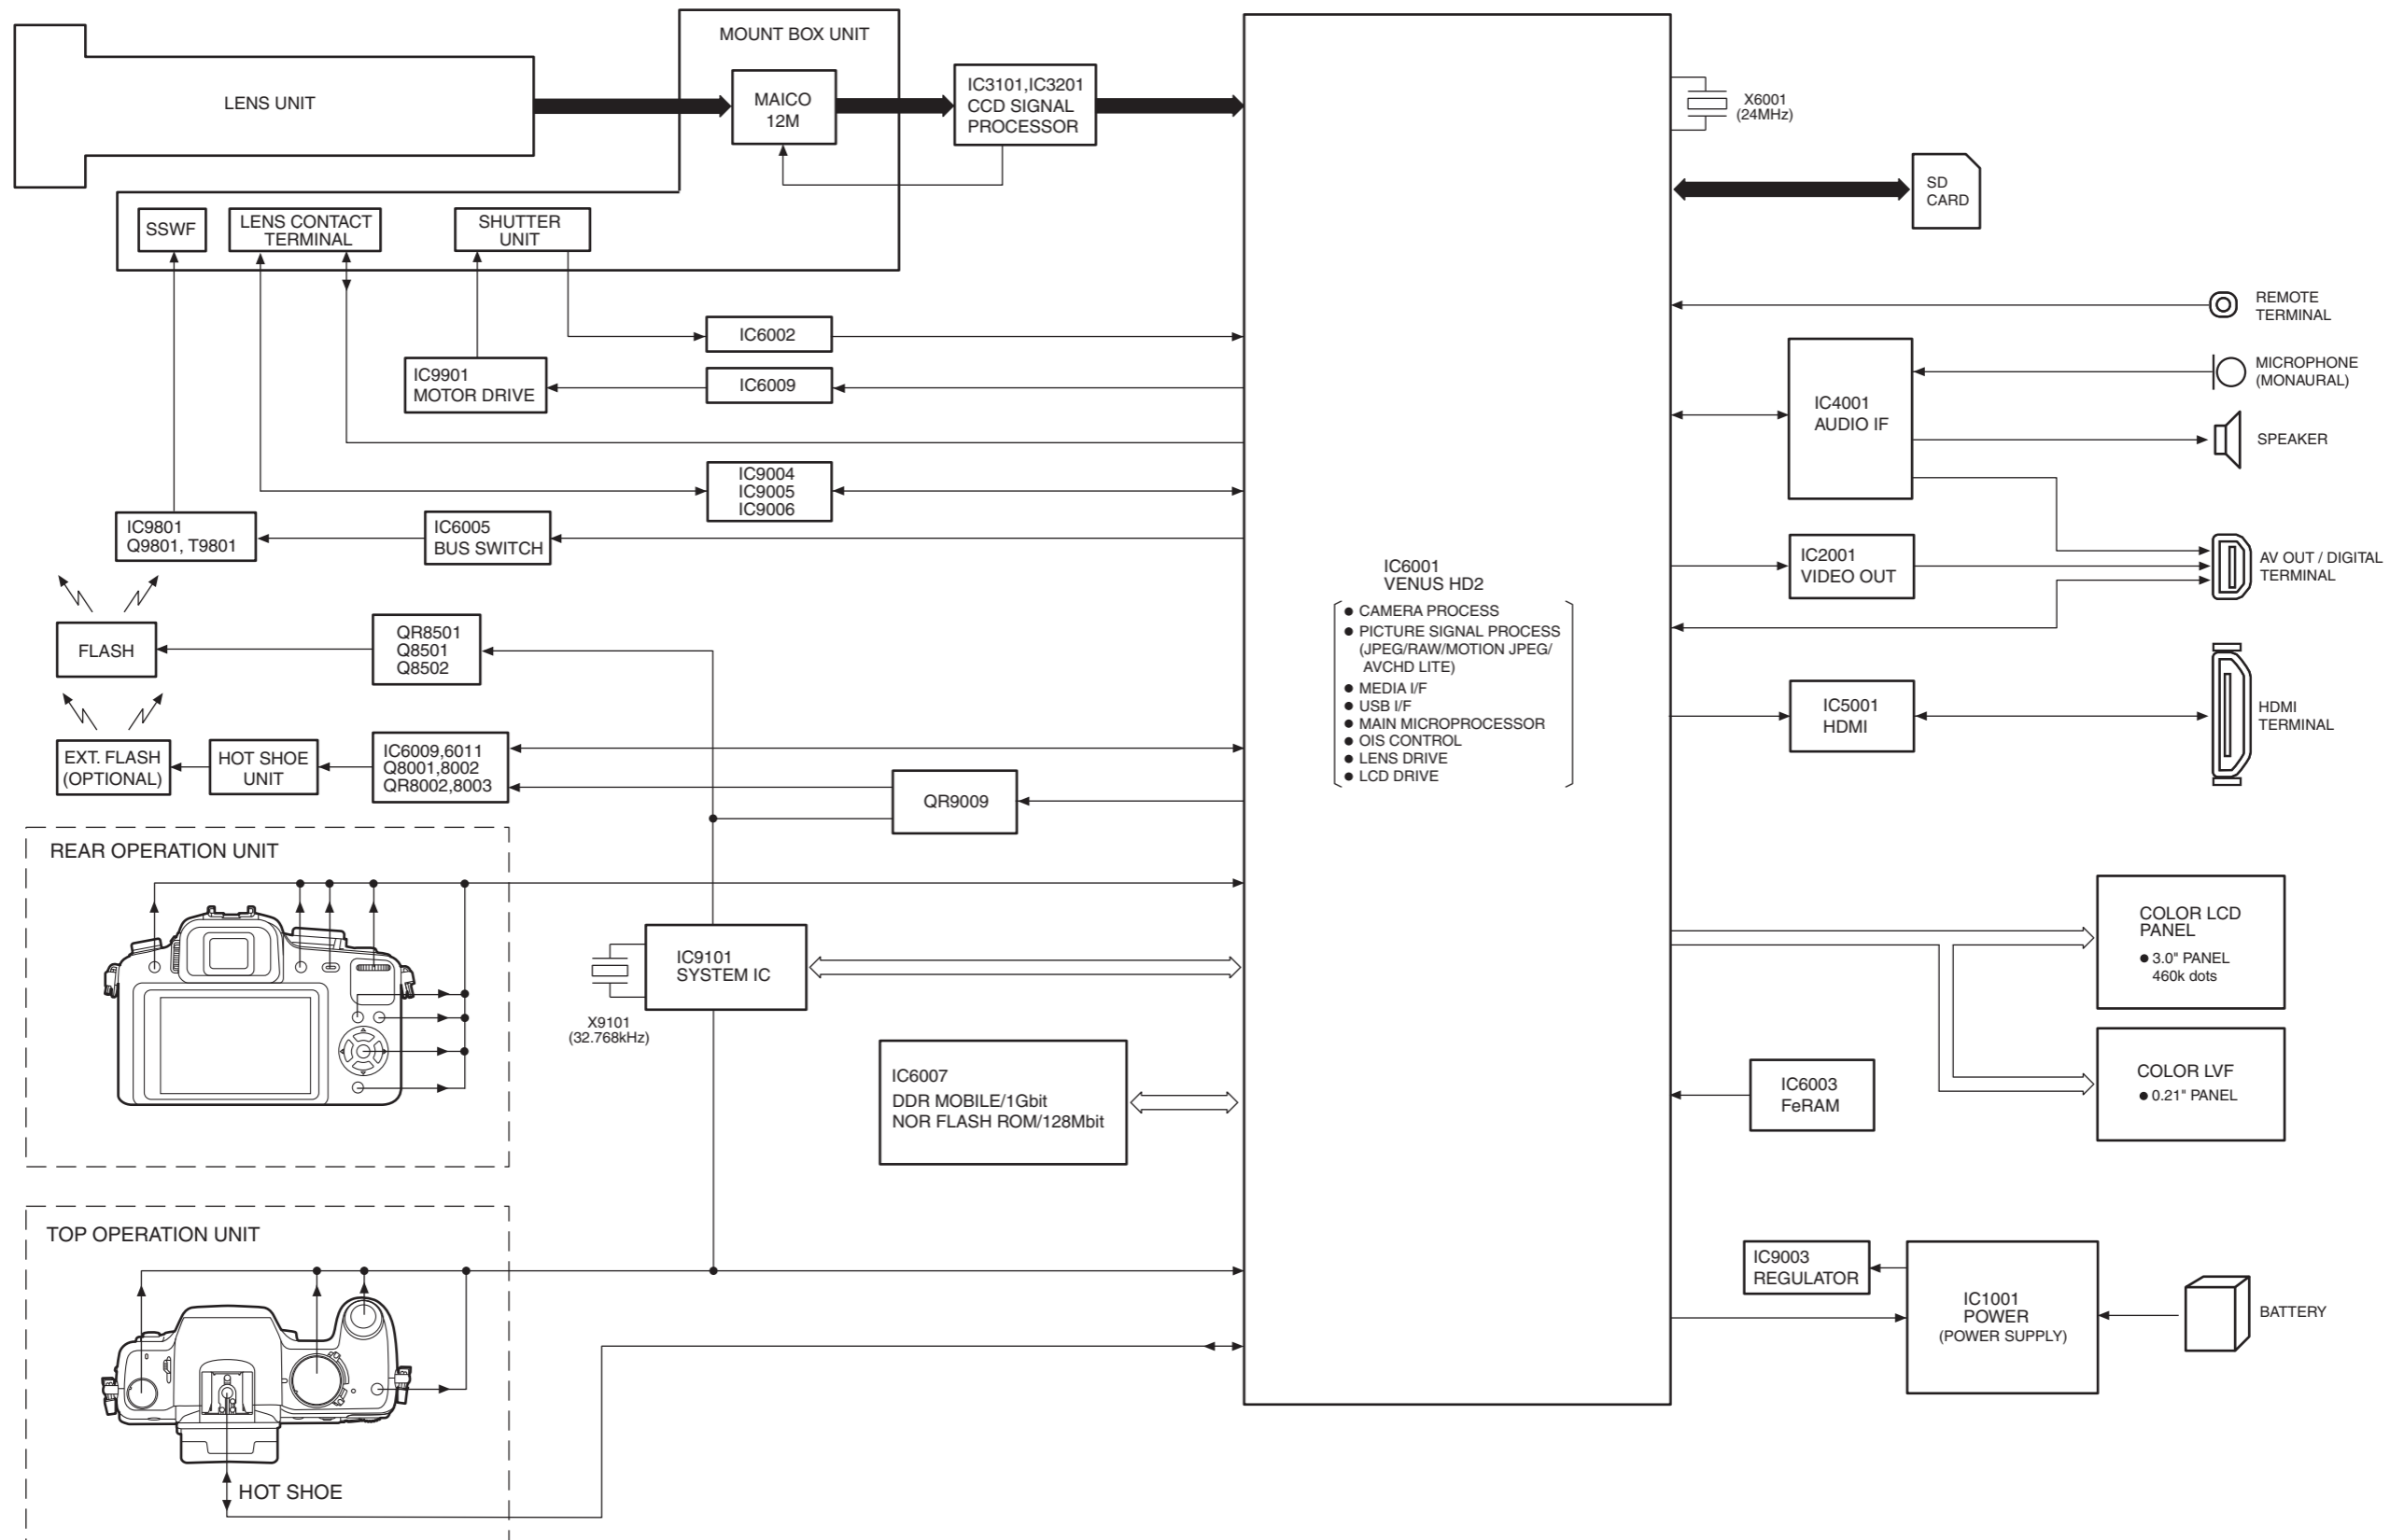 LENS UNIT
MOUNT BOX UNIT
MAICO
12M
IC3101,IC3201
CCD SIGNAL
PROCESSOR
SSWF
LENS CONTACT
TERMINAL
SHUTTER
UNIT
IC6002
IC9901
MOTOR DRIVE
IC6009
IC9004
IC9005
IC9006
IC9801
Q9801, T9801
IC6005
BUS SWITCH
FLASH
QR8501
Q8501
Q8502
EXT. FLASH
(OPTIONAL)
HOT SHOE
UNIT
IC6009,6011
Q8001,8002
QR8002,8003
QR9009
REAR OPERATION UNIT
IC9101
SYSTEM IC
X9101
(32.768kHz)
IC6007
DDR MOBILE/1Gbit
NOR FLASH ROM/128Mbit
TOP OPERATION UNIT
HOT SHOE
IC6001
VENUS HD2
● CAMERA PROCESS
● PICTURE SIGNAL PROCESS
(JPEG/RAW/MOTION JPEG/
AVCHD LITE)
● MEDIA I/F
● USB I/F
● MAIN MICROPROCESSOR
● OIS CONTROL
● LENS DRIVE
● LCD DRIVE
X6001
(24MHz)
SD
CARD
REMOTE
TERMINAL
IC4001
AUDIO IF
MICROPHONE
(MONAURAL)
SPEAKER
IC2001
VIDEO OUT
AV OUT / DIGITAL
TERMINAL
IC5001
HDMI
HDMI
TERMINAL
COLOR LCD
PANEL
● 3.0" PANEL
460k dots
COLOR LVF
● 0.21" PANEL
IC6003
FeRAM
IC9003
REGULATOR
IC1001
POWER
(POWER SUPPLY)
BATTERY